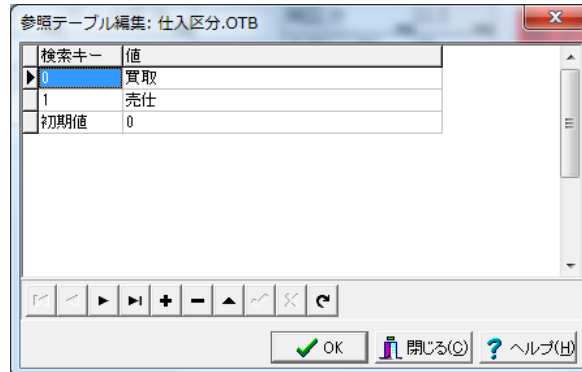 参照テーブル編集: 仕入区分.OTB
検索キー 値
0 買取
1 売仕
初期値 0
OK 閉じる(C) ヘルプ(H)